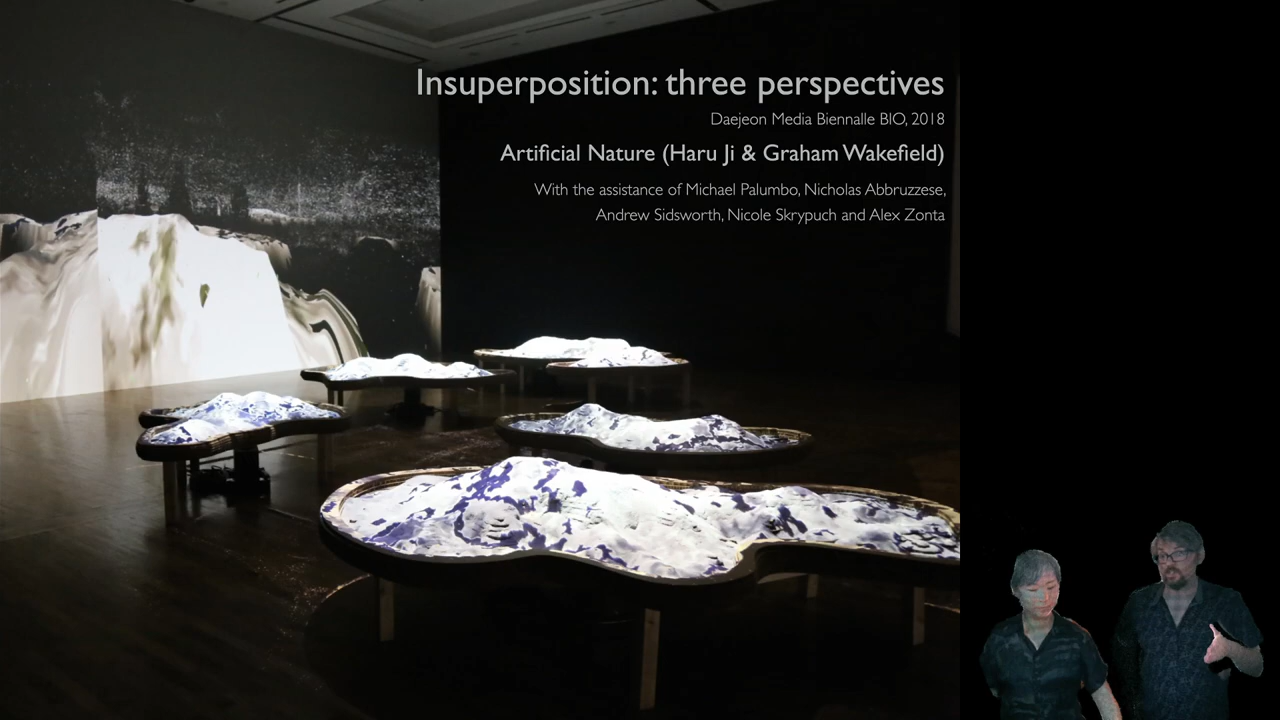 Insuperposition: three perspectives
Daejeon Media Biennalle BIO, 2018
Artificial Nature (Haru Ji & Graham Wakefield)
With the assistance of Michael Palumbo, Nicholas Abbruzzese,
Andrew Sidsworth, Nicole Skrypuch and Alex Zonta